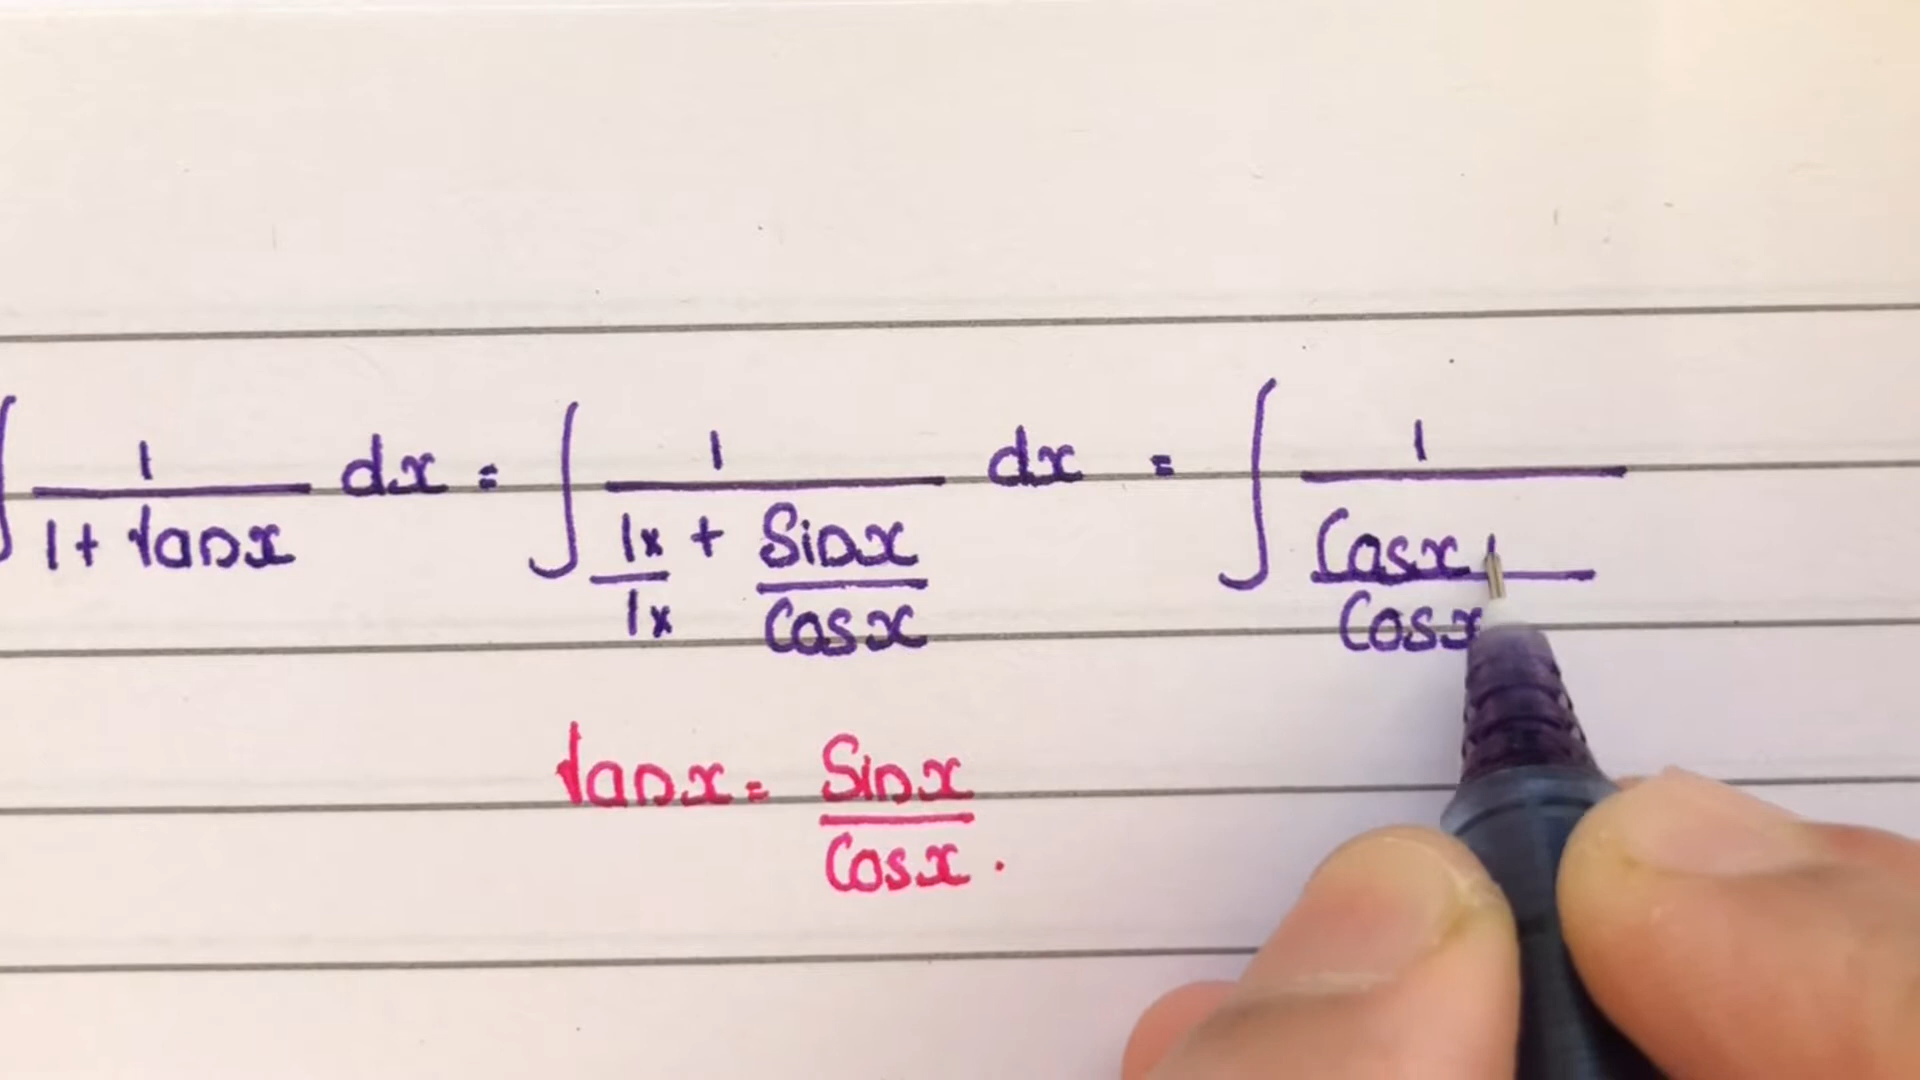 ∫ 1/(1 + tanx) dx = ∫ 1/(1x/1x + Sinx/Cosx) dx = ∫ 1/((Cosx +)/Cosx)
tanx = Sinx/Cosx.